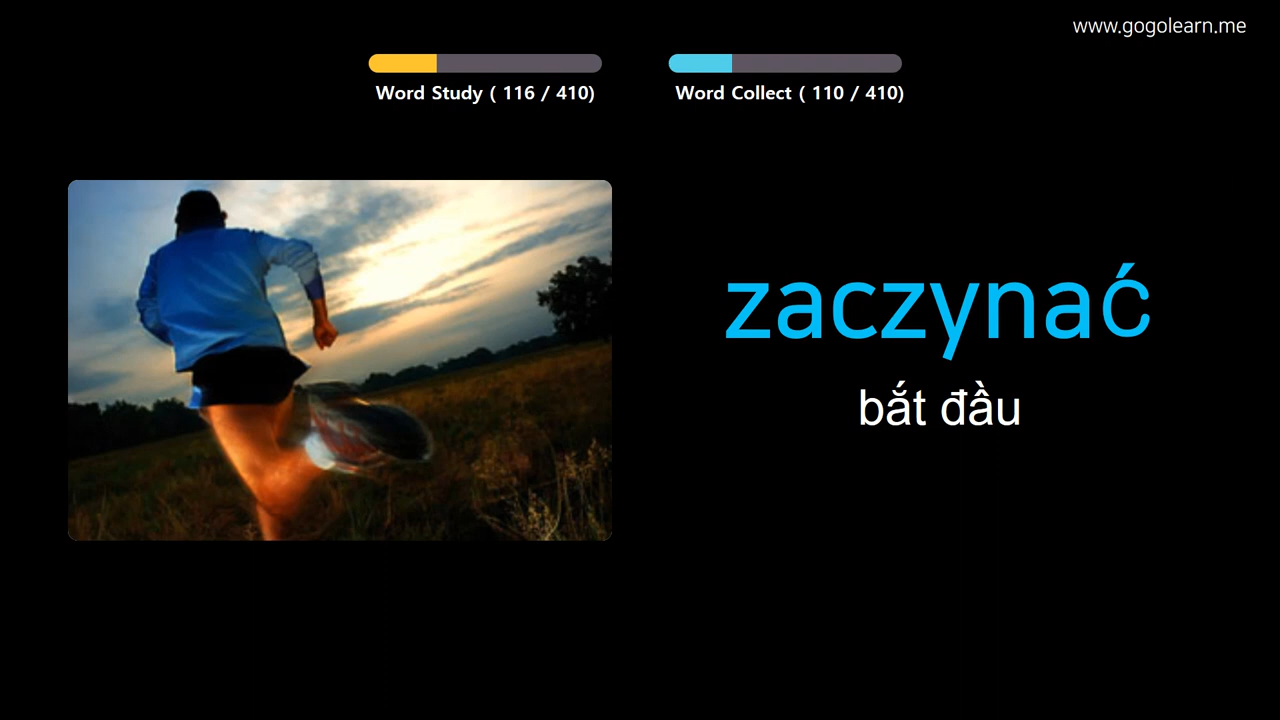 www.gogolearn.me
Word Study ( 116 / 410)
Word Collect ( 110 / 410)
zaczynać
bắt đầu